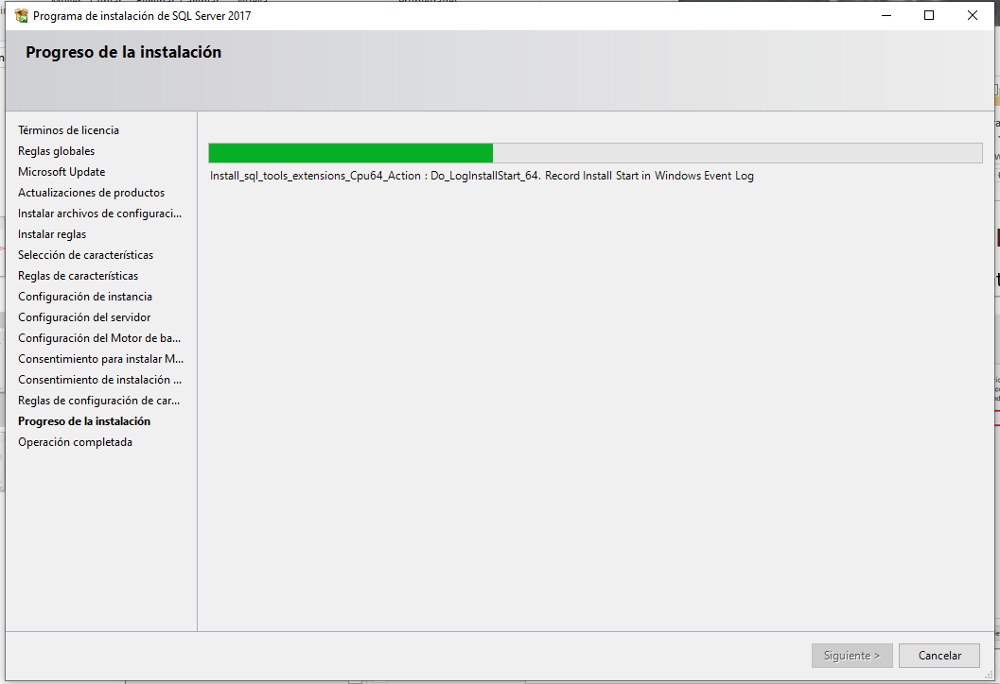 Programa de instalación de SQL Server 2017
Progreso de la instalación
Términos de licencia
Reglas globales
Microsoft Update
Actualizaciones de productos
Instalar archivos de configuraci...
Instalar reglas
Selección de características
Reglas de características
Configuración de instancia
Configuración del servidor
Configuración del Motor de ba...
Consentimiento para instalar M...
Consentimiento de instalación ...
Reglas de configuración de car...
Progreso de la instalación
Operación completada
Install_sql_tools_extensions_Cpu64_Action : Do_LogInstallStart_64. Record Install Start in Windows Event Log
Siguiente >
Cancelar